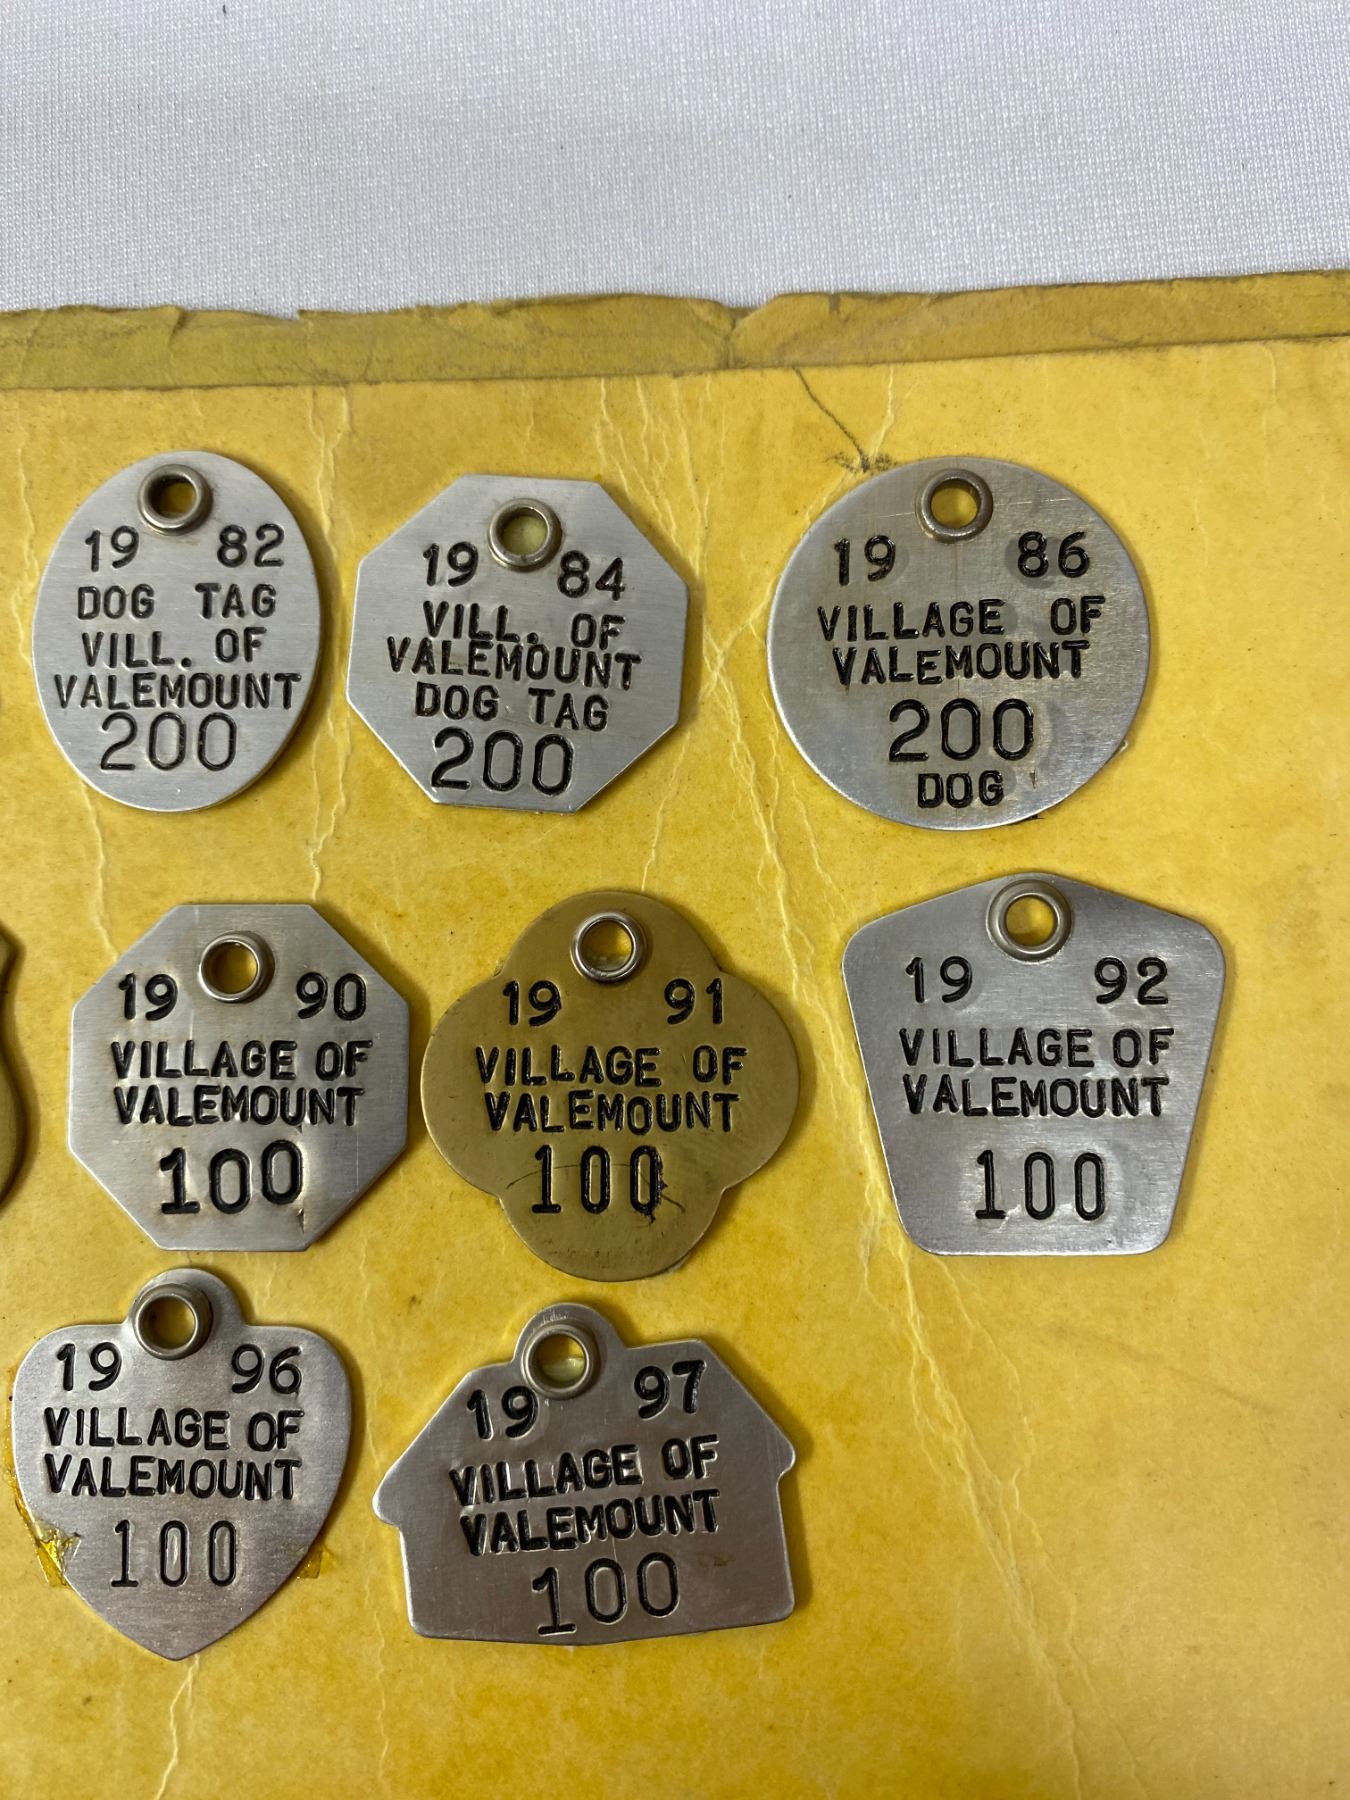 19 82
DOG TAG
VILL. OF
VALEMOUNT
200
19 84
VILL. OF
VALEMOUNT
DOG TAG
200
19 86
VILLAGE OF
VALEMOUNT
200
DOG
19 90
VILLAGE OF
VALEMOUNT
100
19 91
VILLAGE OF
VALEMOUNT
100
19 92
VILLAGE OF
VALEMOUNT
100
19 96
VILLAGE OF
VALEMOUNT
100
19 97
VILLAGE OF
VALEMOUNT
100